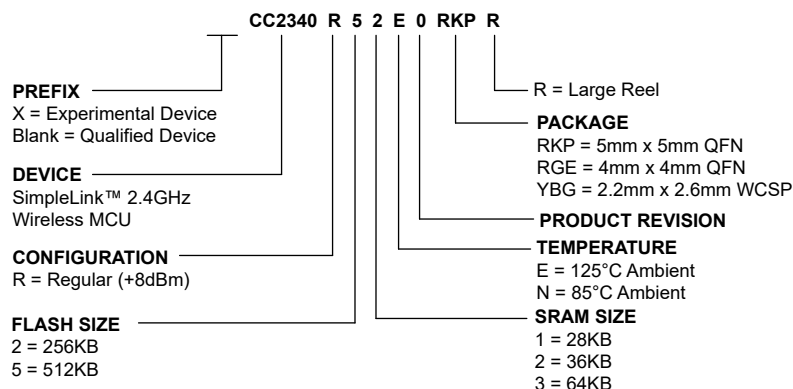 CC2340 R 5 2 E 0 RKP R
PREFIX
X = Experimental Device
Blank = Qualified Device
DEVICE
SimpleLink™ 2.4GHz
Wireless MCU
CONFIGURATION
R = Regular (+8dBm)
FLASH SIZE
2 = 256KB
5 = 512KB
R = Large Reel
PACKAGE
RKP = 5mm x 5mm QFN
RGE = 4mm x 4mm QFN
YBG = 2.2mm x 2.6mm WCSP
PRODUCT REVISION
TEMPERATURE
E = 125°C Ambient
N = 85°C Ambient
SRAM SIZE
1 = 28KB
2 = 36KB
3 = 64KB